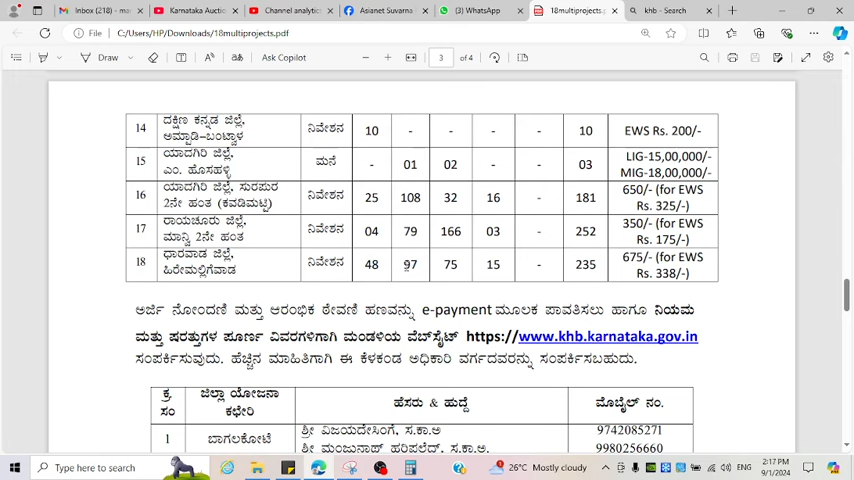 Inbox (218) - ma
Karnataka Auctio
Channel analytic
Asianet Suvarna
(3) WhatsApp
18multiprojects.p
khb - Search
File
C:/Users/HP/Downloads/18multiprojects.pdf
Draw
Ask Copilot
3 of 4
14 ದಕ್ಷಿಣ ಕನ್ನಡ ಜಿಲ್ಲೆ, ಅಮ್ಟಾಡಿ-ಬಂಟ್ವಾಳ ನಿವೇಶನ 10 - - - - 10 EWS Rs. 200/-
15 ಯಾದಗಿರಿ ಜಿಲ್ಲೆ, ಎಂ. ಹೊಸಹಳ್ಳಿ ಮನೆ - 01 02 - - 03 LIG-15,00,000/-
MIG-18,00,000/-
16 ಯಾದಗಿರಿ ಜಿಲ್ಲೆ, ಸುರಪುರ 2ನೇ ಹಂತ (ಕವಡಿಮಟ್ಟಿ) ನಿವೇಶನ 25 108 32 16 - 181 650/- (for EWS
Rs. 325/-)
17 ರಾಯಚೂರು ಜಿಲ್ಲೆ, ಮಾನ್ವಿ 2ನೇ ಹಂತ ನಿವೇಶನ 04 79 166 03 - 252 350/- (for EWS
Rs. 175/-)
18 ಧಾರವಾಡ ಜಿಲ್ಲೆ, ಹಿರೇಮಲ್ಲಿಗೆವಾಡ ನಿವೇಶನ 48 97 75 15 - 235 675/- (for EWS
Rs. 338/-)
ಅರ್ಜಿ ನೋಂದಣಿ ಮತ್ತು ಆರಂಭಿಕ ಠೇವಣಿ ಹಣವನ್ನು e-payment ಮೂಲಕ ಪಾವತಿಸಲು ಹಾಗೂ ನಿಯಮ
ಮತ್ತು ಷರತ್ತುಗಳ ಪೂರ್ಣ ವಿವರಗಳಿಗಾಗಿ ಮಂಡಳಿಯ ವೆಬ್‌ಸೈಟ್ https://www.khb.karnataka.gov.in
ಸಂಪರ್ಕಿಸುವುದು. ಹೆಚ್ಚಿನ ಮಾಹಿತಿಗಾಗಿ ಈ ಕೆಳಕಂಡ ಅಧಿಕಾರಿ ವರ್ಗದವರನ್ನು ಸಂಪರ್ಕಿಸಬಹುದು.
ಕ್ರ. ಸಂ ಜಿಲ್ಲಾ ಯೋಜನಾ ಕಛೇರಿ ಹೆಸರು & ಹುದ್ದೆ ಮೊಬೈಲ್ ನಂ.
1 ಬಾಗಲಕೋಟೆ ಶ್ರೀ ವಿಜಯದೇಸಿಂಗೆ, ಸ.ಕಾ.ಅ 9742085271
ಶ್ರೀ ಮಂಜುನಾಥ್ ಹರಿಪಲೆದ್, ಸ.ಕಾ.ಅ. 9980256660
Type here to search
26°C Mostly cloudy
ENG
2:17 PM
9/1/2024